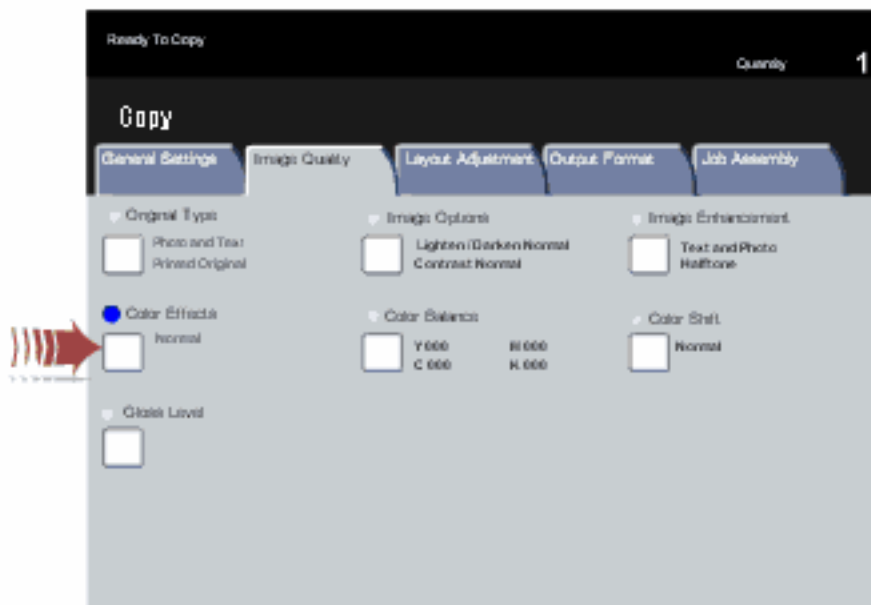 Ready To Copy
Quantity 1
Copy
General Settings
Image Quality
Layout Adjustment
Output Format
Job Assembly
Original Type
Photo and Text
Printed Original
Image Options
Lighten/Darken Normal
Contrast Normal
Image Enhancement
Text and Photo
Halftone
Color Effects
Normal
Color Balance
Y 000 M 000
C 000 K 000
Color Shift
Normal
Gloss Level